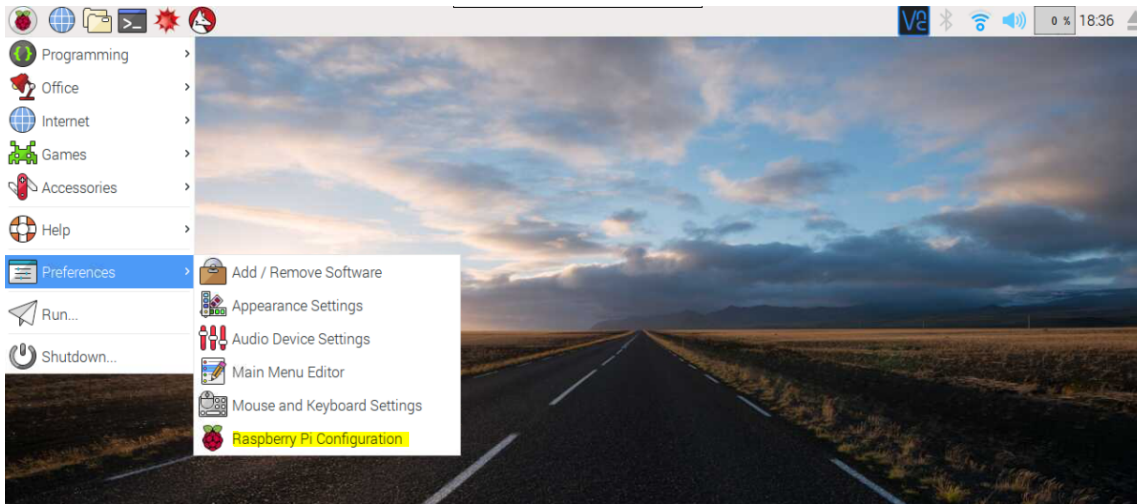 VNC
0 %
18:36
Programming
Office
Internet
Games
Accessories
Help
Preferences
Run...
Shutdown...
Add / Remove Software
Appearance Settings
Audio Device Settings
Main Menu Editor
Mouse and Keyboard Settings
Raspberry Pi Configuration